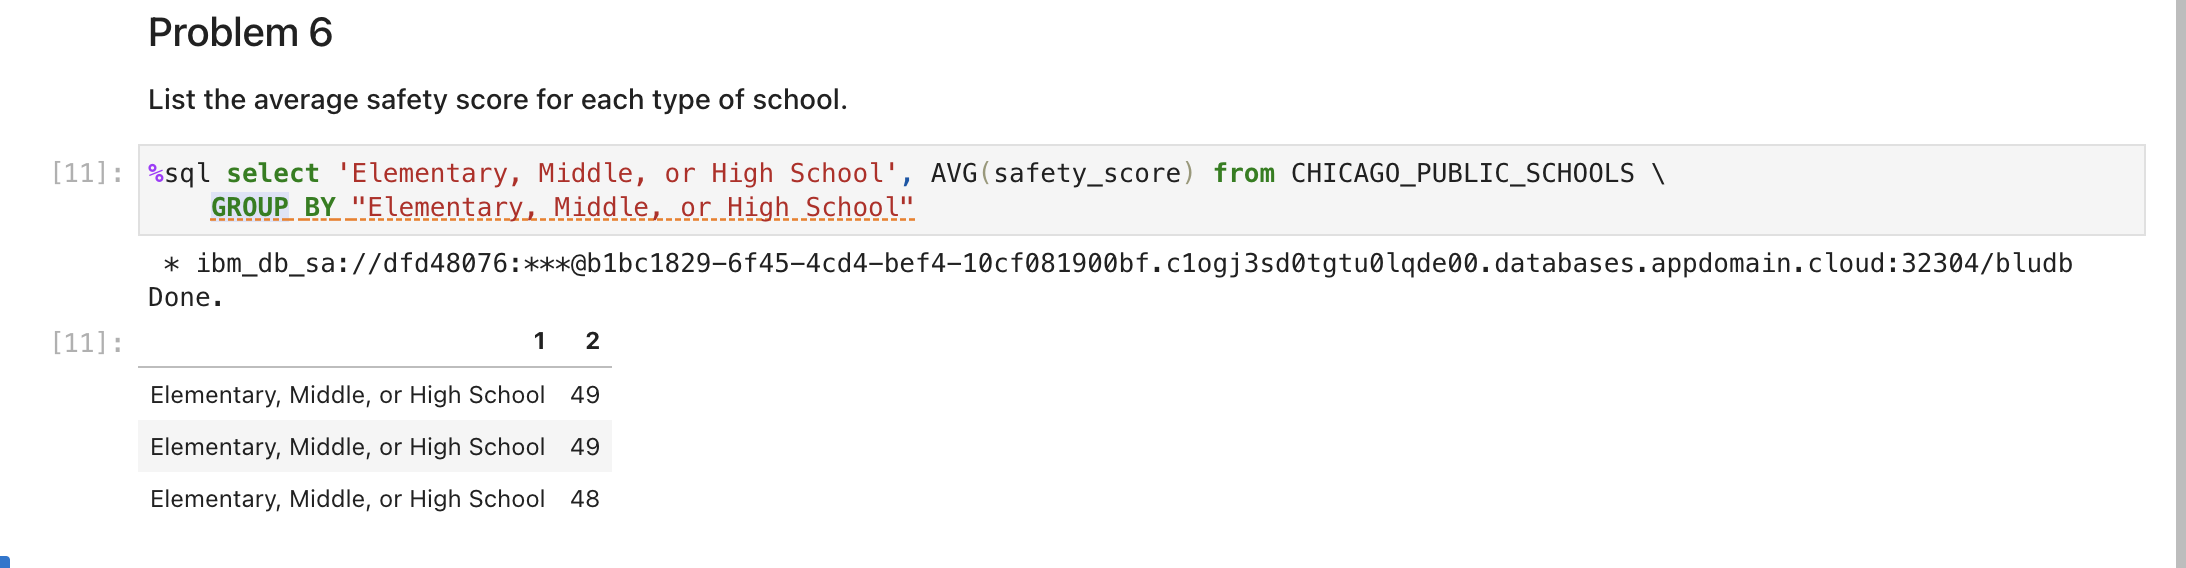 Problem 6
List the average safety score for each type of school.
[11]: %sql select 'Elementary, Middle, or High School', AVG(safety_score) from CHICAGO_PUBLIC_SCHOOLS \
GROUP BY "Elementary, Middle, or High School"
* ibm_db_sa://dfd48076:***@b1bc1829-6f45-4cd4-bef4-10cf081900bf.c1ogj3sd0tgtu0lqde00.databases.appdomain.cloud:32304/bludb
Done.
[11]: 1 2
Elementary, Middle, or High School 49
Elementary, Middle, or High School 49
Elementary, Middle, or High School 48